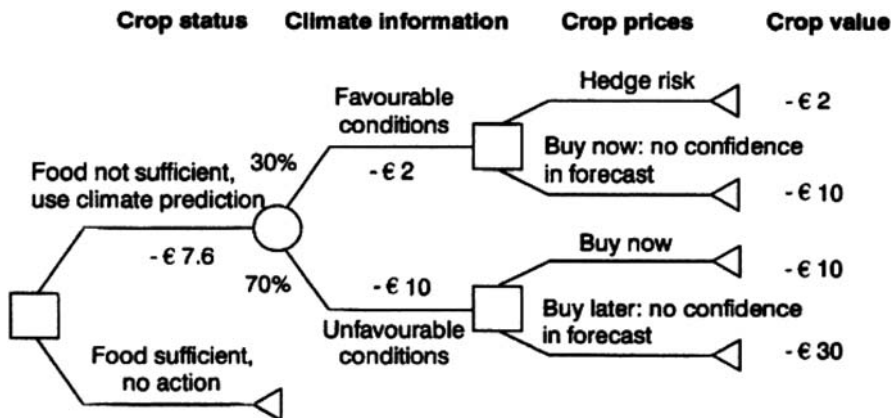 Crop status Climate information Crop prices Crop value
Hedge risk
- € 2
Favourable
conditions
Buy now: no confidence
in forecast
Food not sufficient,
use climate prediction
30%
- € 2
- € 10
- € 7.6
Buy now
70%
- € 10
- € 10
Buy later: no confidence
in forecast
Unfavourable
conditions
Food sufficient,
no action
- € 30